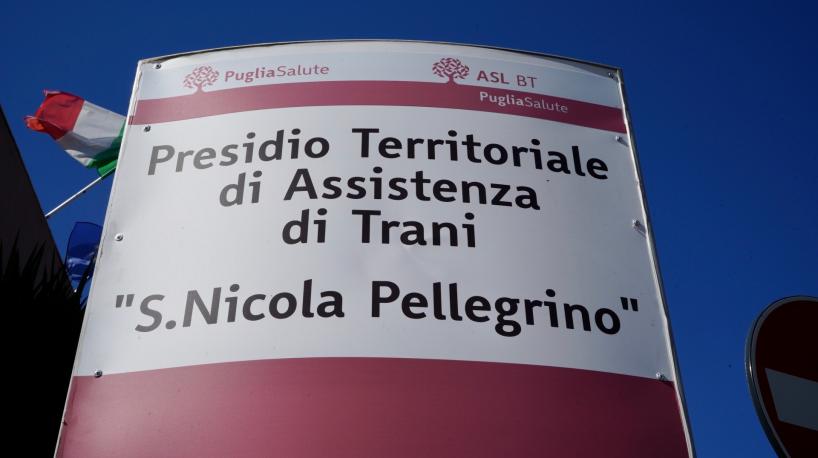 PugliaSalute
ASL BT
PugliaSalute
Presidio Territoriale
di Assistenza
di Trani
"S.Nicola Pellegrino"